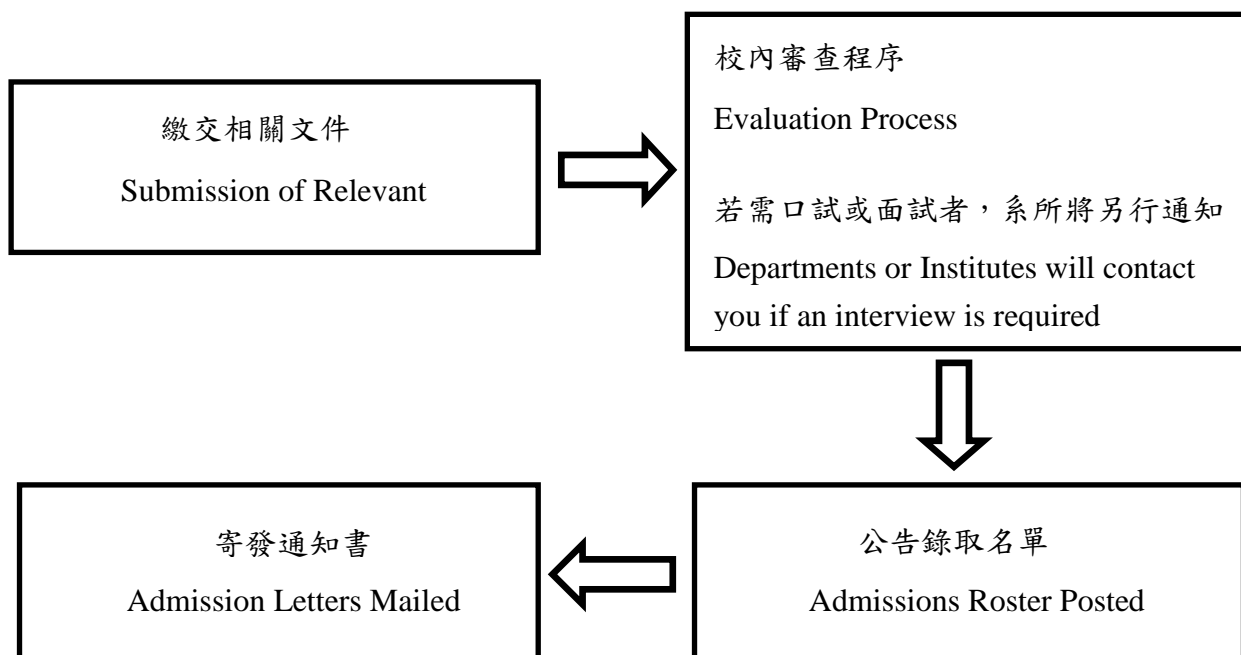 繳交相關文件
Submission of Relevant
校內審查程序
Evaluation Process
若需口試或面試者，系所將另行通知
Departments or Institutes will contact
you if an interview is required
公告錄取名單
Admissions Roster Posted
寄發通知書
Admission Letters Mailed